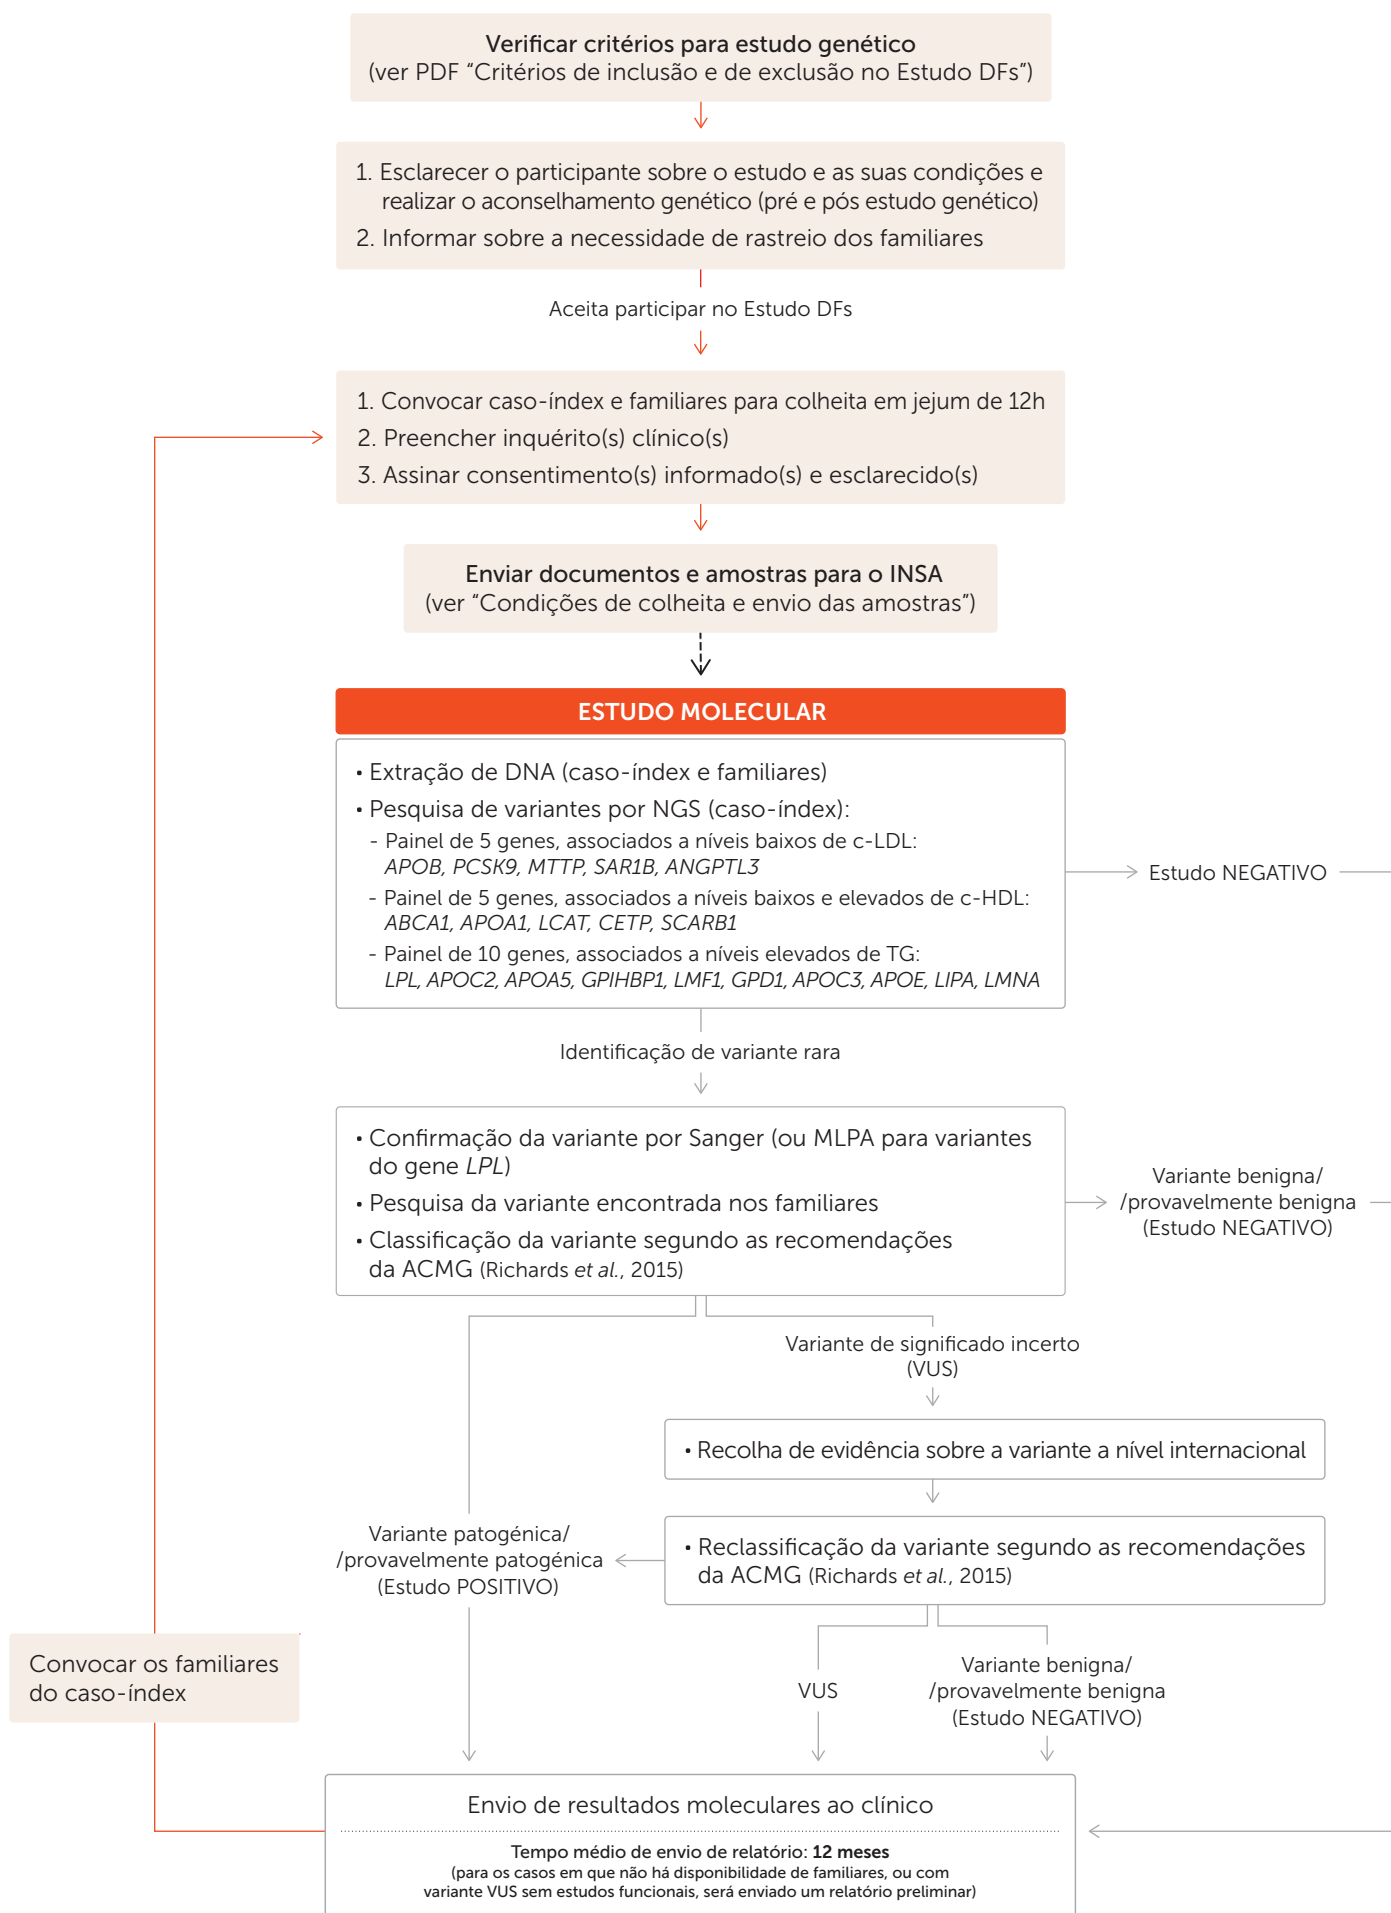 Verificar critérios para estudo genético
(ver PDF “Critérios de inclusão e de exclusão no Estudo DFs”)
1. Esclarecer o participante sobre o estudo e as suas condições e
realizar o aconselhamento genético (pré e pós estudo genético)
2. Informar sobre a necessidade de rastreio dos familiares
Aceita participar no Estudo DFs
1. Convocar caso-índex e familiares para colheita em jejum de 12h
2. Preencher inquérito(s) clínico(s)
3. Assinar consentimento(s) informado(s) e esclarecido(s)
Enviar documentos e amostras para o INSA
(ver “Condições de colheita e envio das amostras”)
ESTUDO MOLECULAR
• Extração de DNA (caso-índex e familiares)
• Pesquisa de variantes por NGS (caso-índex):
- Painel de 5 genes, associados a níveis baixos de c-LDL:
APOB, PCSK9, MTTP, SAR1B, ANGPTL3
- Painel de 5 genes, associados a níveis baixos e elevados de c-HDL:
ABCA1, APOA1, LCAT, CETP, SCARB1
- Painel de 10 genes, associados a níveis elevados de TG:
LPL, APOC2, APOA5, GPIHBP1, LMF1, GPD1, APOC3, APOE, LIPA, LMNA
Estudo NEGATIVO
Identificação de variante rara
• Confirmação da variante por Sanger (ou MLPA para variantes
do gene LPL)
• Pesquisa da variante encontrada nos familiares
• Classificação da variante segundo as recomendações
da ACMG (Richards et al., 2015)
Variante benigna/
/provavelmente benigna
(Estudo NEGATIVO)
Variante de significado incerto
(VUS)
• Recolha de evidência sobre a variante a nível internacional
• Reclassificação da variante segundo as recomendações
da ACMG (Richards et al., 2015)
Variante patogénica/
/provavelmente patogénica
(Estudo POSITIVO)
VUS
Variante benigna/
/provavelmente benigna
(Estudo NEGATIVO)
Convocar os familiares
do caso-índex
Envio de resultados moleculares ao clínico
Tempo médio de envio de relatório: 12 meses
(para os casos em que não há disponibilidade de familiares, ou com
variante VUS sem estudos funcionais, será enviado um relatório preliminar)